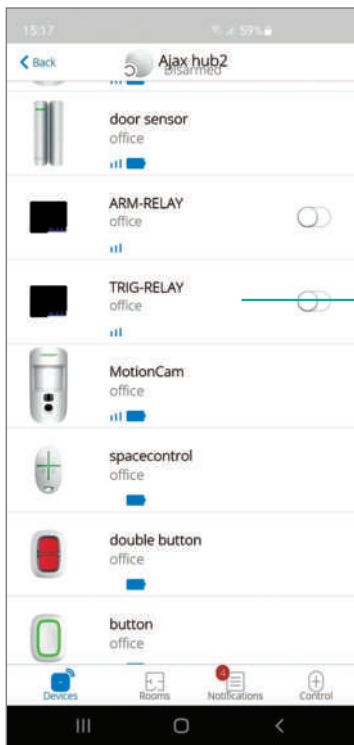 15:17
59%
Back
Ajax hub2
Disarmed
door sensor
office
ARM-RELAY
office
TRIG-RELAY
office
MotionCam
office
spacecontrol
office
double button
office
button
office
4
Devices
Rooms
Notifications
Control